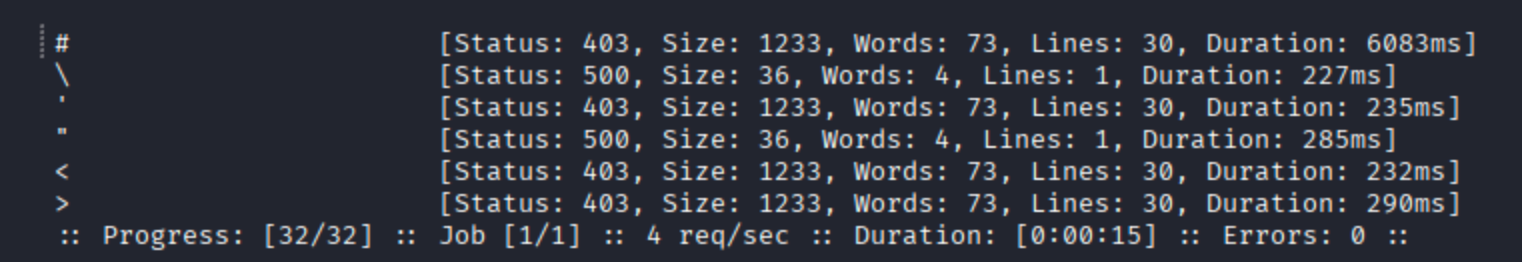 # [Status: 403, Size: 1233, Words: 73, Lines: 30, Duration: 6083ms]
\ [Status: 500, Size: 36, Words: 4, Lines: 1, Duration: 227ms]
' [Status: 403, Size: 1233, Words: 73, Lines: 30, Duration: 235ms]
" [Status: 500, Size: 36, Words: 4, Lines: 1, Duration: 285ms]
< [Status: 403, Size: 1233, Words: 73, Lines: 30, Duration: 232ms]
> [Status: 403, Size: 1233, Words: 73, Lines: 30, Duration: 290ms]
:: Progress: [32/32] :: Job [1/1] :: 4 req/sec :: Duration: [0:00:15] :: Errors: 0 ::